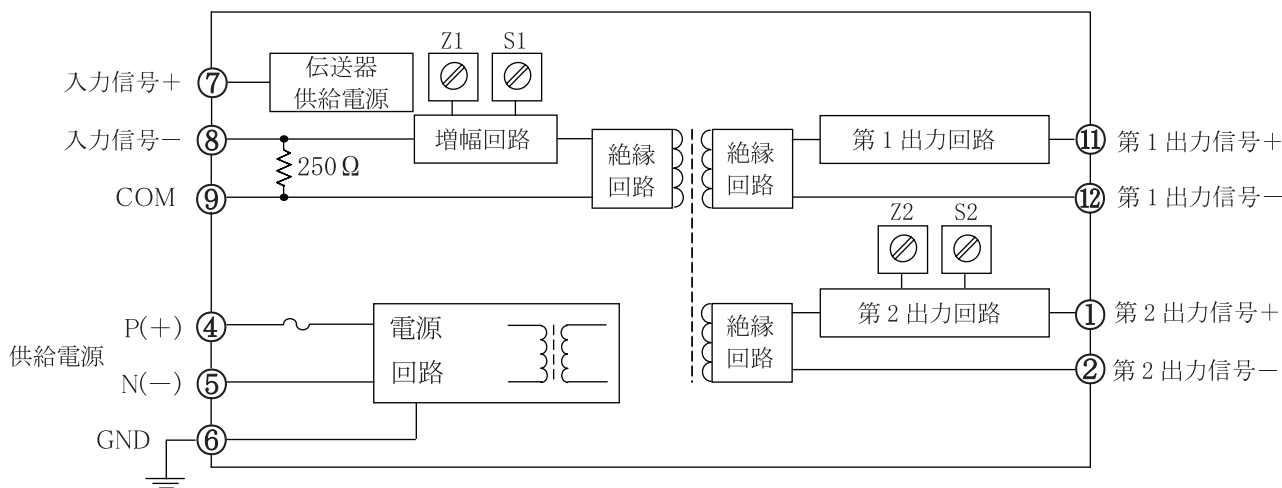 Z1
S1
入力信号＋
⑦
伝送器
供給電源
入力信号－
⑧
増幅回路
250Ω
COM
⑨
絶縁
回路
絶縁
回路
第1出力回路
⑪
第1出力信号＋
⑫
第1出力信号－
Z2
S2
供給電源
P(＋)
④
N(－)
⑤
GND
⑥
電源
回路
絶縁
回路
第2出力回路
①
第2出力信号＋
②
第2出力信号－